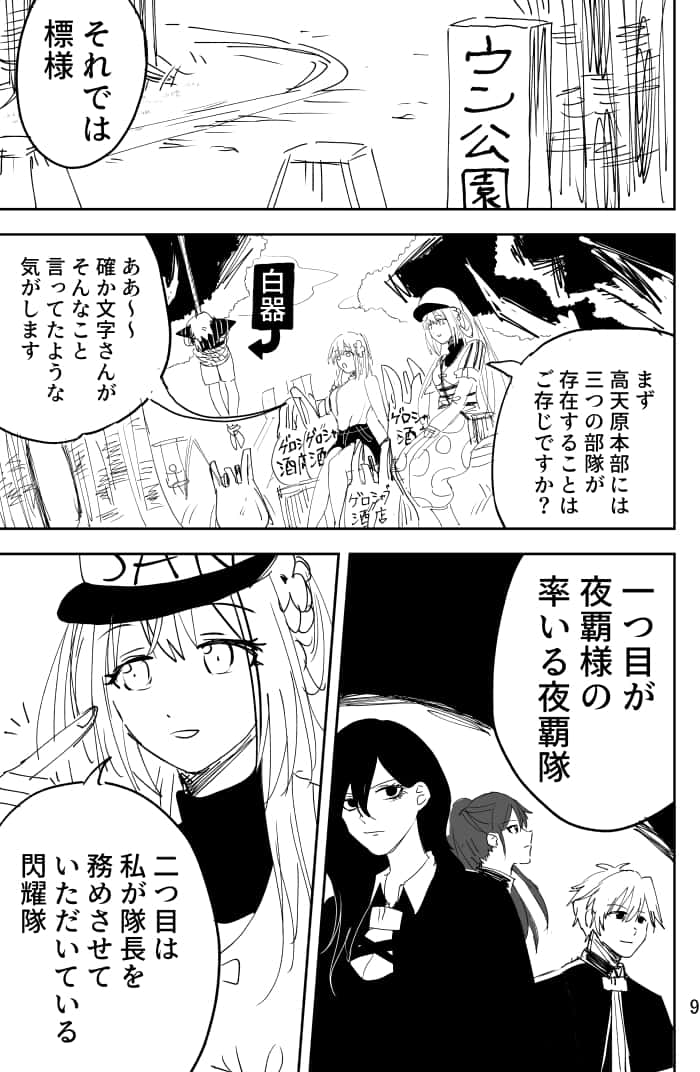 それでは
標様
ウン公園
まず
高天原本部には
三つの部隊が
存在することは
ご存じですか？
白器
ああ～～
確か文字さんが
そんなこと
言ってたような
気がします
ゲロシャブ
酒店
一つ目が
夜覇様の
率いる夜覇隊
二つ目は
私が隊長を
務めさせて
いただいている
閃耀隊
9